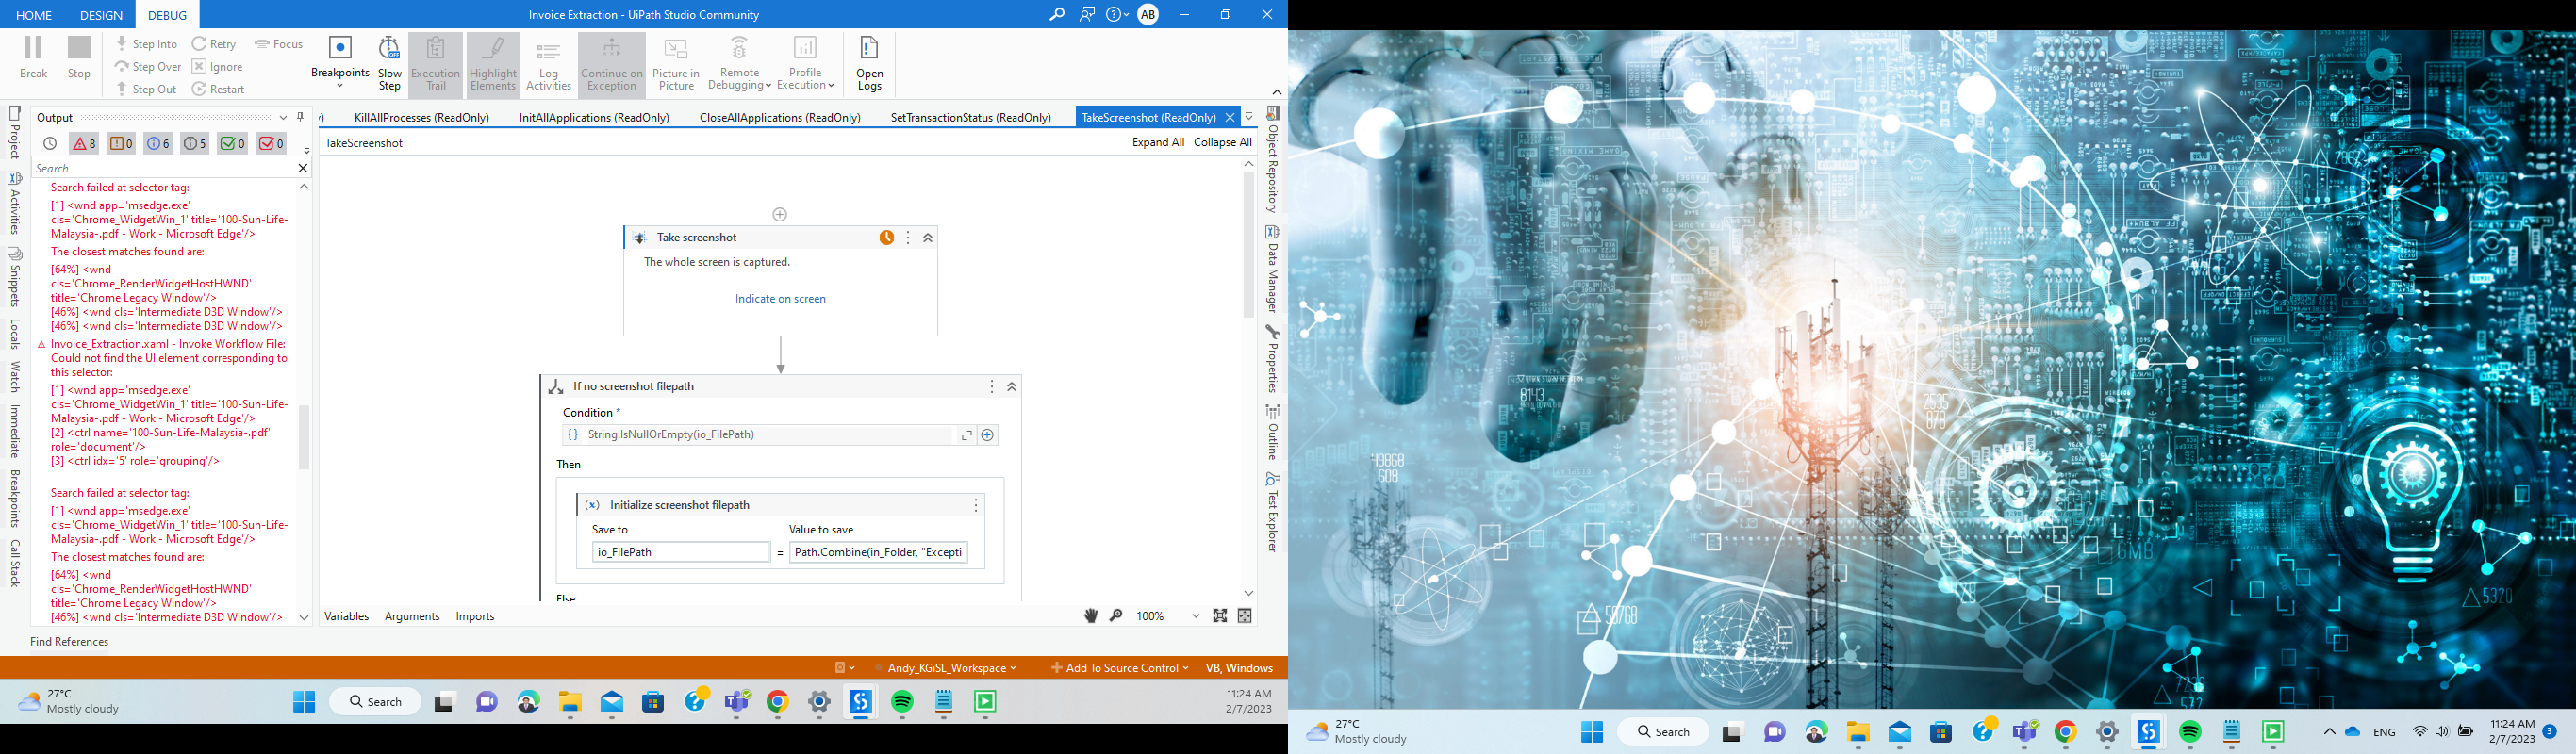 HOME DESIGN DEBUG
Invoice Extraction - UiPath Studio Community
AB
Break
Stop
Step Into
Step Over
Step Out
Retry
Ignore
Restart
Focus
Breakpoints
Slow Step
Execution Trail
Highlight Elements
Log Activities
Continue on Exception
Picture in Picture
Remote Debugging
Profile Execution
Open Logs
Project
Activities
Snippets
Locals
Watch
Immediate
Breakpoints
Call Stack
Output
8 0 6 5 0 0
Search
Search failed at selector tag:
[1] <wnd app='msedge.exe'
cls='Chrome_WidgetWin_1' title='100-Sun-Life-
Malaysia-.pdf - Work - Microsoft Edge'/>
The closest matches found are:
[64%] <wnd
cls='Chrome_RenderWidgetHostHWND'
title='Chrome Legacy Window'/>
[46%] <wnd cls='Intermediate D3D Window'/>
[46%] <wnd cls='Intermediate D3D Window'/>
Invoice_Extraction.xaml - Invoke Workflow File:
Could not find the UI element corresponding to
this selector:
[1] <wnd app='msedge.exe'
cls='Chrome_WidgetWin_1' title='100-Sun-Life-
Malaysia-.pdf - Work - Microsoft Edge'/>
[2] <ctrl name='100-Sun-Life-Malaysia-.pdf'
role='document'/>
[3] <ctrl idx='5' role='grouping'/>
Search failed at selector tag:
[1] <wnd app='msedge.exe'
cls='Chrome_WidgetWin_1' title='100-Sun-Life-
Malaysia-.pdf - Work - Microsoft Edge'/>
The closest matches found are:
[64%] <wnd
cls='Chrome_RenderWidgetHostHWND'
title='Chrome Legacy Window'/>
[46%] <wnd cls='Intermediate D3D Window'/>
Find References
KillAllProcesses (ReadOnly) InitAllApplications (ReadOnly) CloseAllApplications (ReadOnly) SetTransactionStatus (ReadOnly) TakeScreenshot (ReadOnly)
TakeScreenshot
Expand All Collapse All
Take screenshot
The whole screen is captured.
Indicate on screen
If no screenshot filepath
Condition *
String.IsNullOrEmpty(io_FilePath)
Then
(x) Initialize screenshot filepath
Save to Value to save
io_FilePath = Path.Combine(in_Folder, "Excepti
Else
Variables Arguments Imports
100%
Object Repository
Data Manager
Properties
Outline
Test Explorer
Andy_KGiSL_Workspace
Add To Source Control
VB, Windows
27°C
Mostly cloudy
Search
11:24 AM
2/7/2023
7862
8143
2535
678
19868
608
6MB
55768
5320
27°C
Mostly cloudy
Search
ENG
11:24 AM
2/7/2023
3